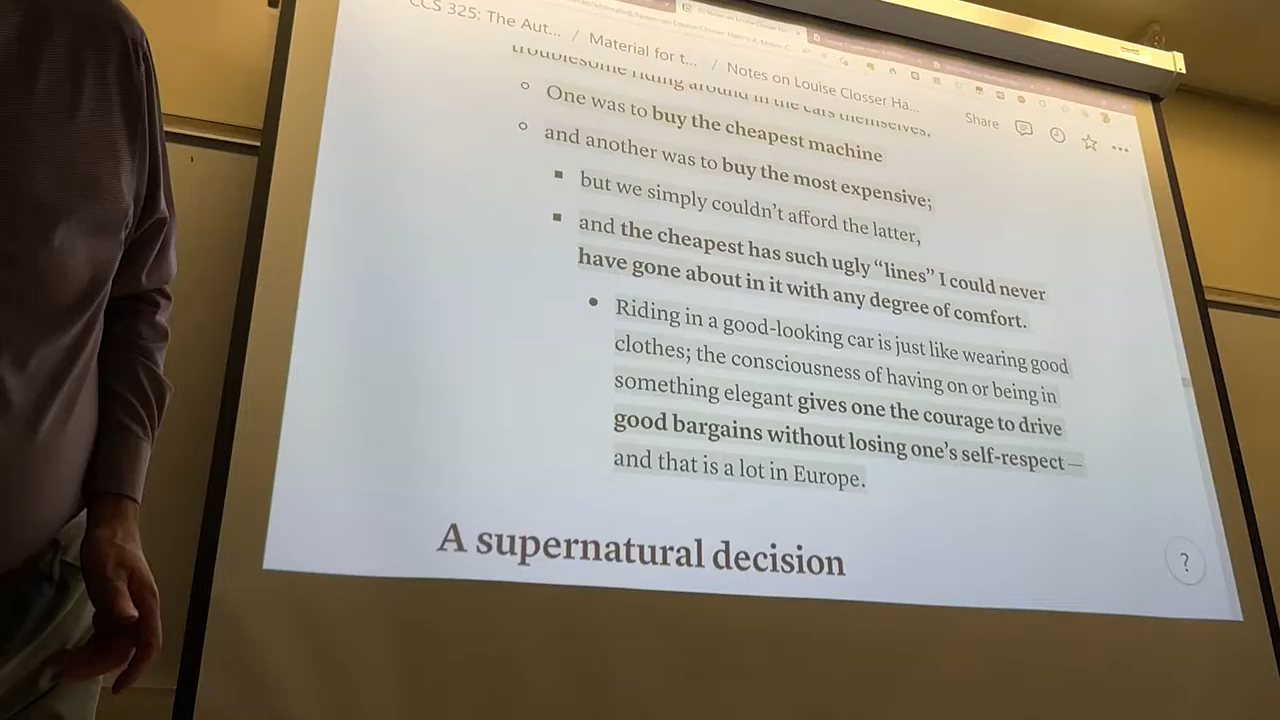 CCS 325: The Aut... / Material for t... / Notes on Louise Closser Ha...
Share
troublesome riding around in the cars themselves.
One was to buy the cheapest machine
and another was to buy the most expensive;
but we simply couldn’t afford the latter,
and the cheapest has such ugly “lines” I could never
have gone about in it with any degree of comfort.
Riding in a good-looking car is just like wearing good
clothes; the consciousness of having on or being in
something elegant gives one the courage to drive
good bargains without losing one’s self-respect—
and that is a lot in Europe.
A supernatural decision
?